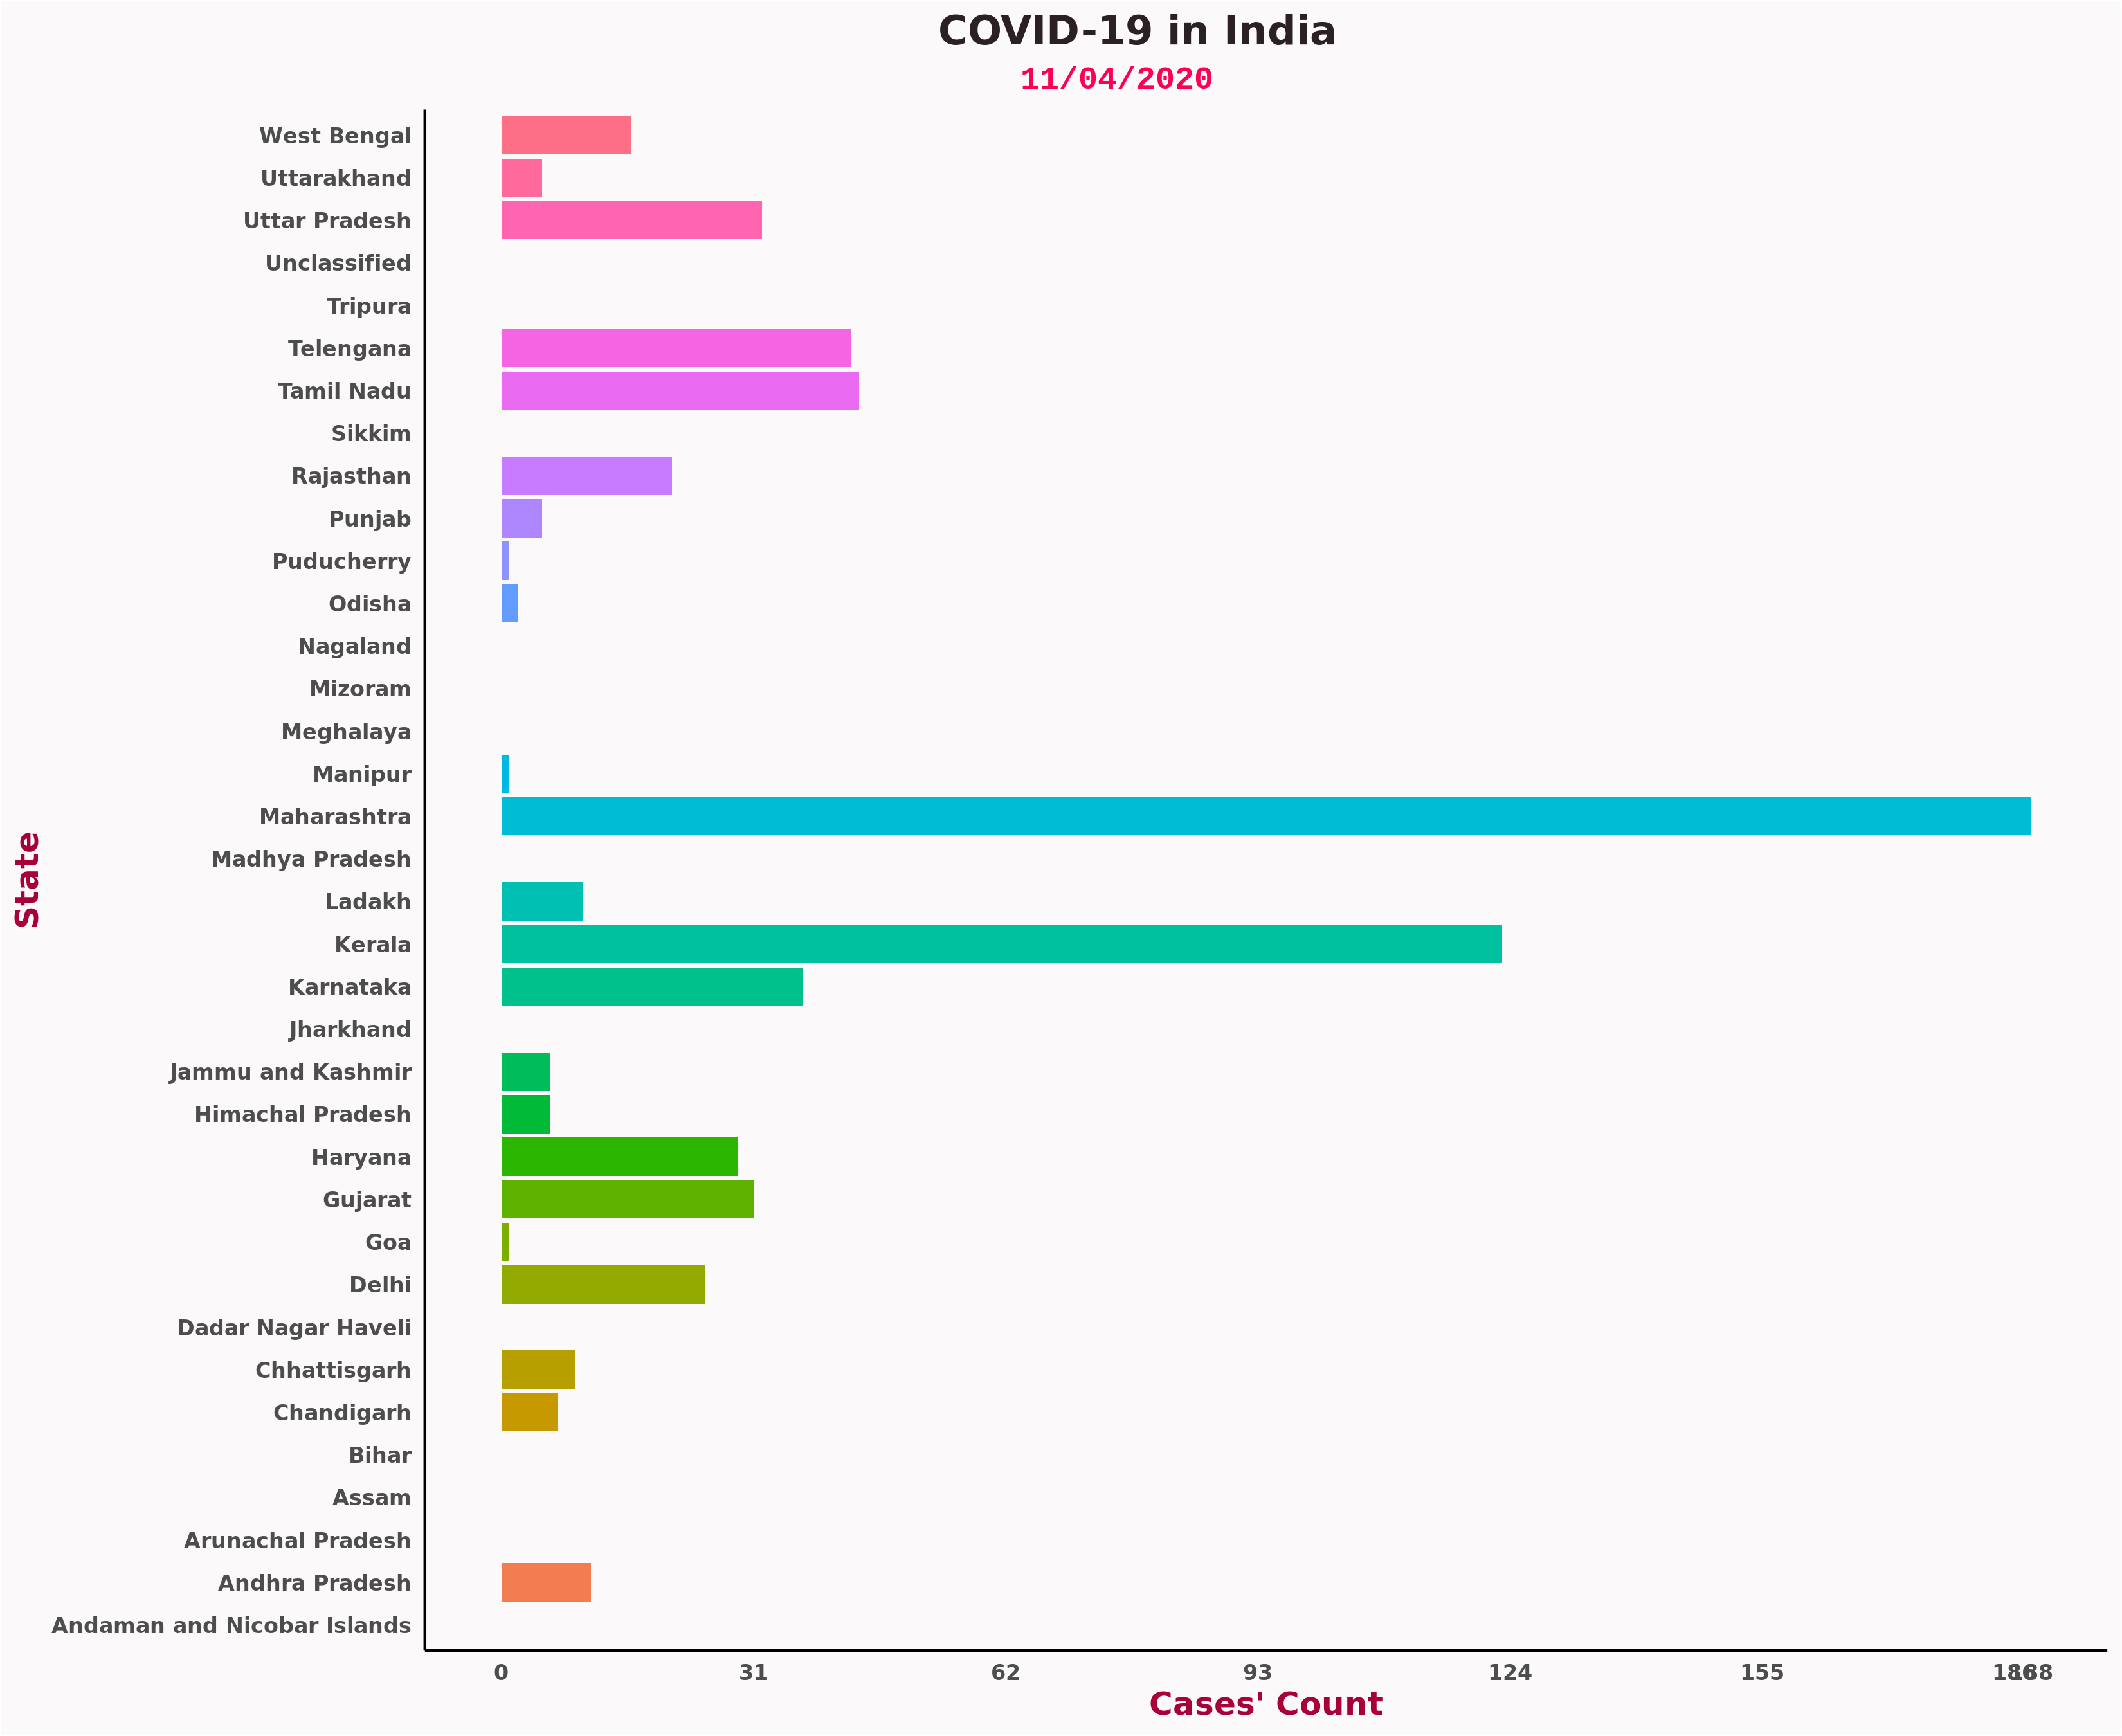 COVID-19 in India
11/04/2020
West Bengal
Uttarakhand
Uttar Pradesh
Unclassified
Tripura
Telengana
Tamil Nadu
Sikkim
Rajasthan
Punjab
Puducherry
Odisha
Nagaland
Mizoram
Meghalaya
Manipur
Maharashtra
Madhya Pradesh
Ladakh
Kerala
Karnataka
Jharkhand
Jammu and Kashmir
Himachal Pradesh
Haryana
Gujarat
Goa
Delhi
Dadar Nagar Haveli
Chhattisgarh
Chandigarh
Bihar
Assam
Arunachal Pradesh
Andhra Pradesh
Andaman and Nicobar Islands
State
0 31 62 93 124 155 186 188
Cases' Count